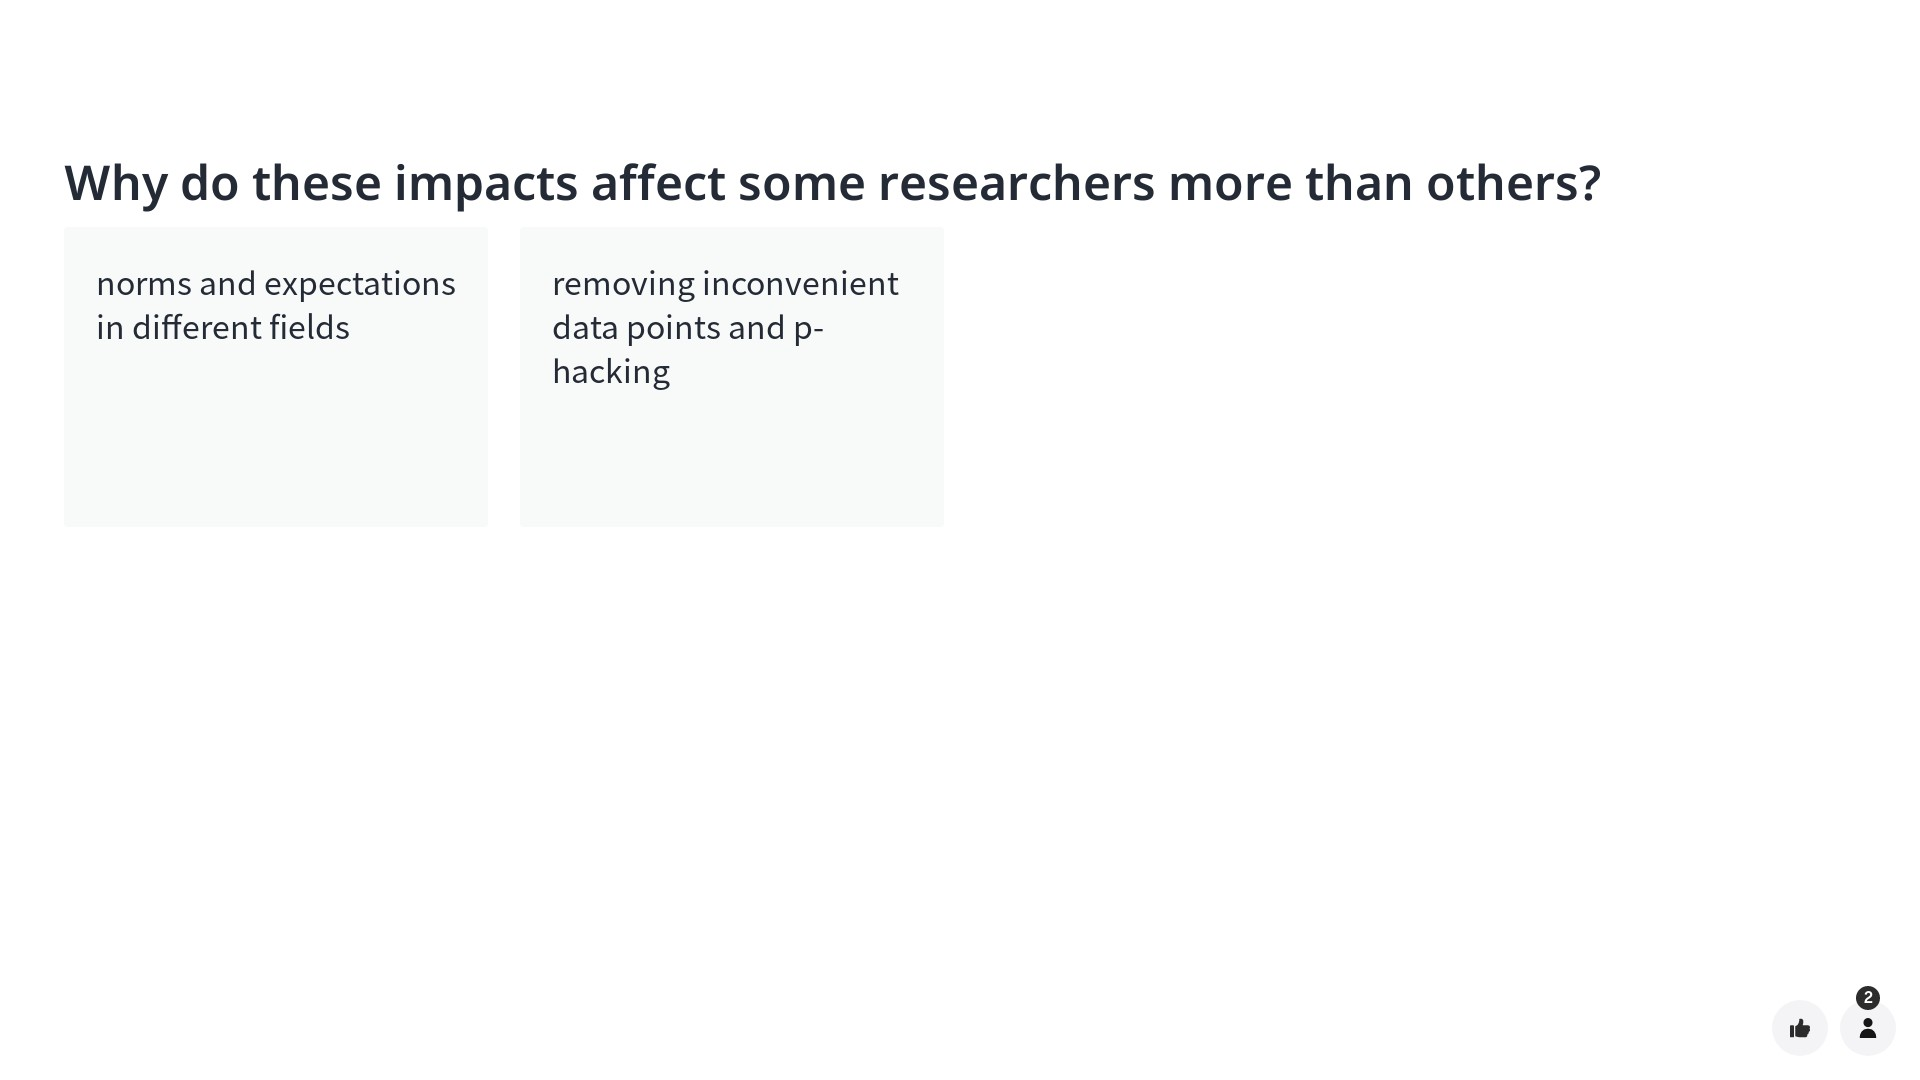 Why do these impacts affect some researchers more than others?
norms and expectations
in different fields
removing inconvenient
data points and p-
hacking
2